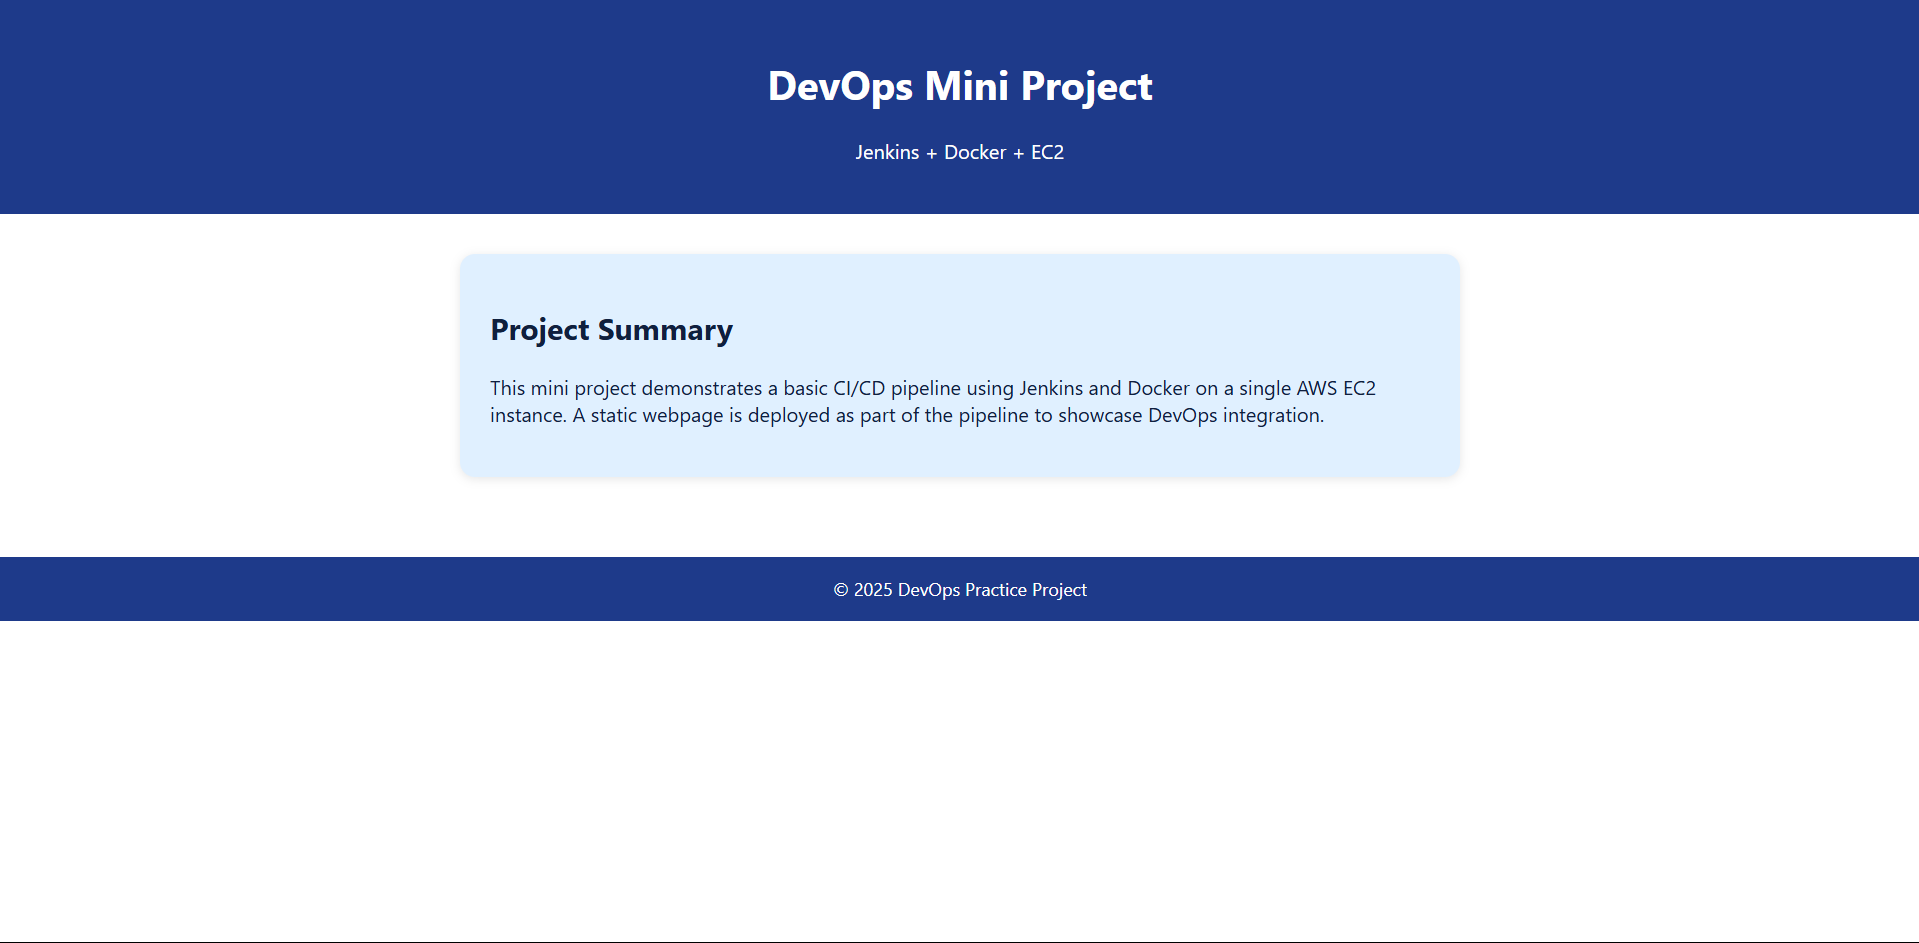 DevOps Mini Project
Jenkins + Docker + EC2
Project Summary
This mini project demonstrates a basic CI/CD pipeline using Jenkins and Docker on a single AWS EC2
instance. A static webpage is deployed as part of the pipeline to showcase DevOps integration.
© 2025 DevOps Practice Project